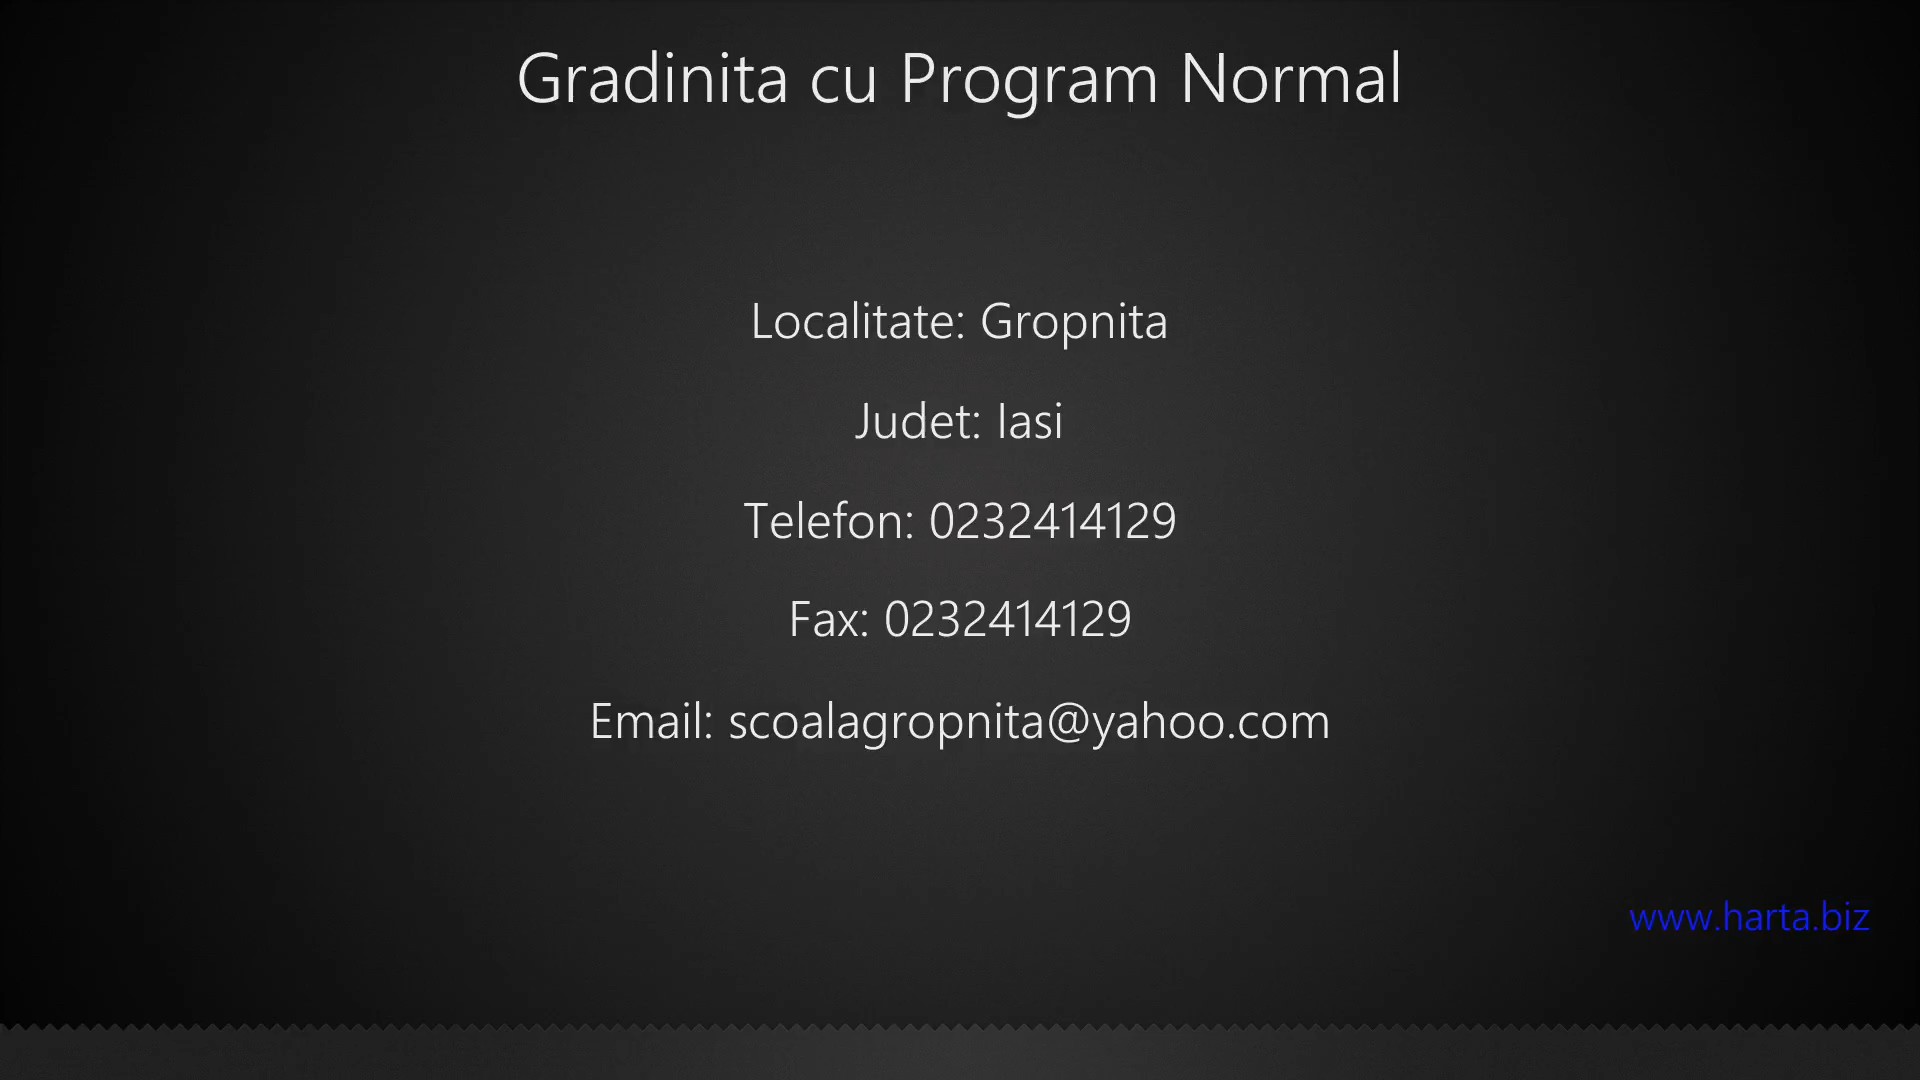 Gradinita cu Program Normal
Localitate: Gropnita
Judet: Iasi
Telefon: 0232414129
Fax: 0232414129
Email: scoalagropnita@yahoo.com
www.harta.biz